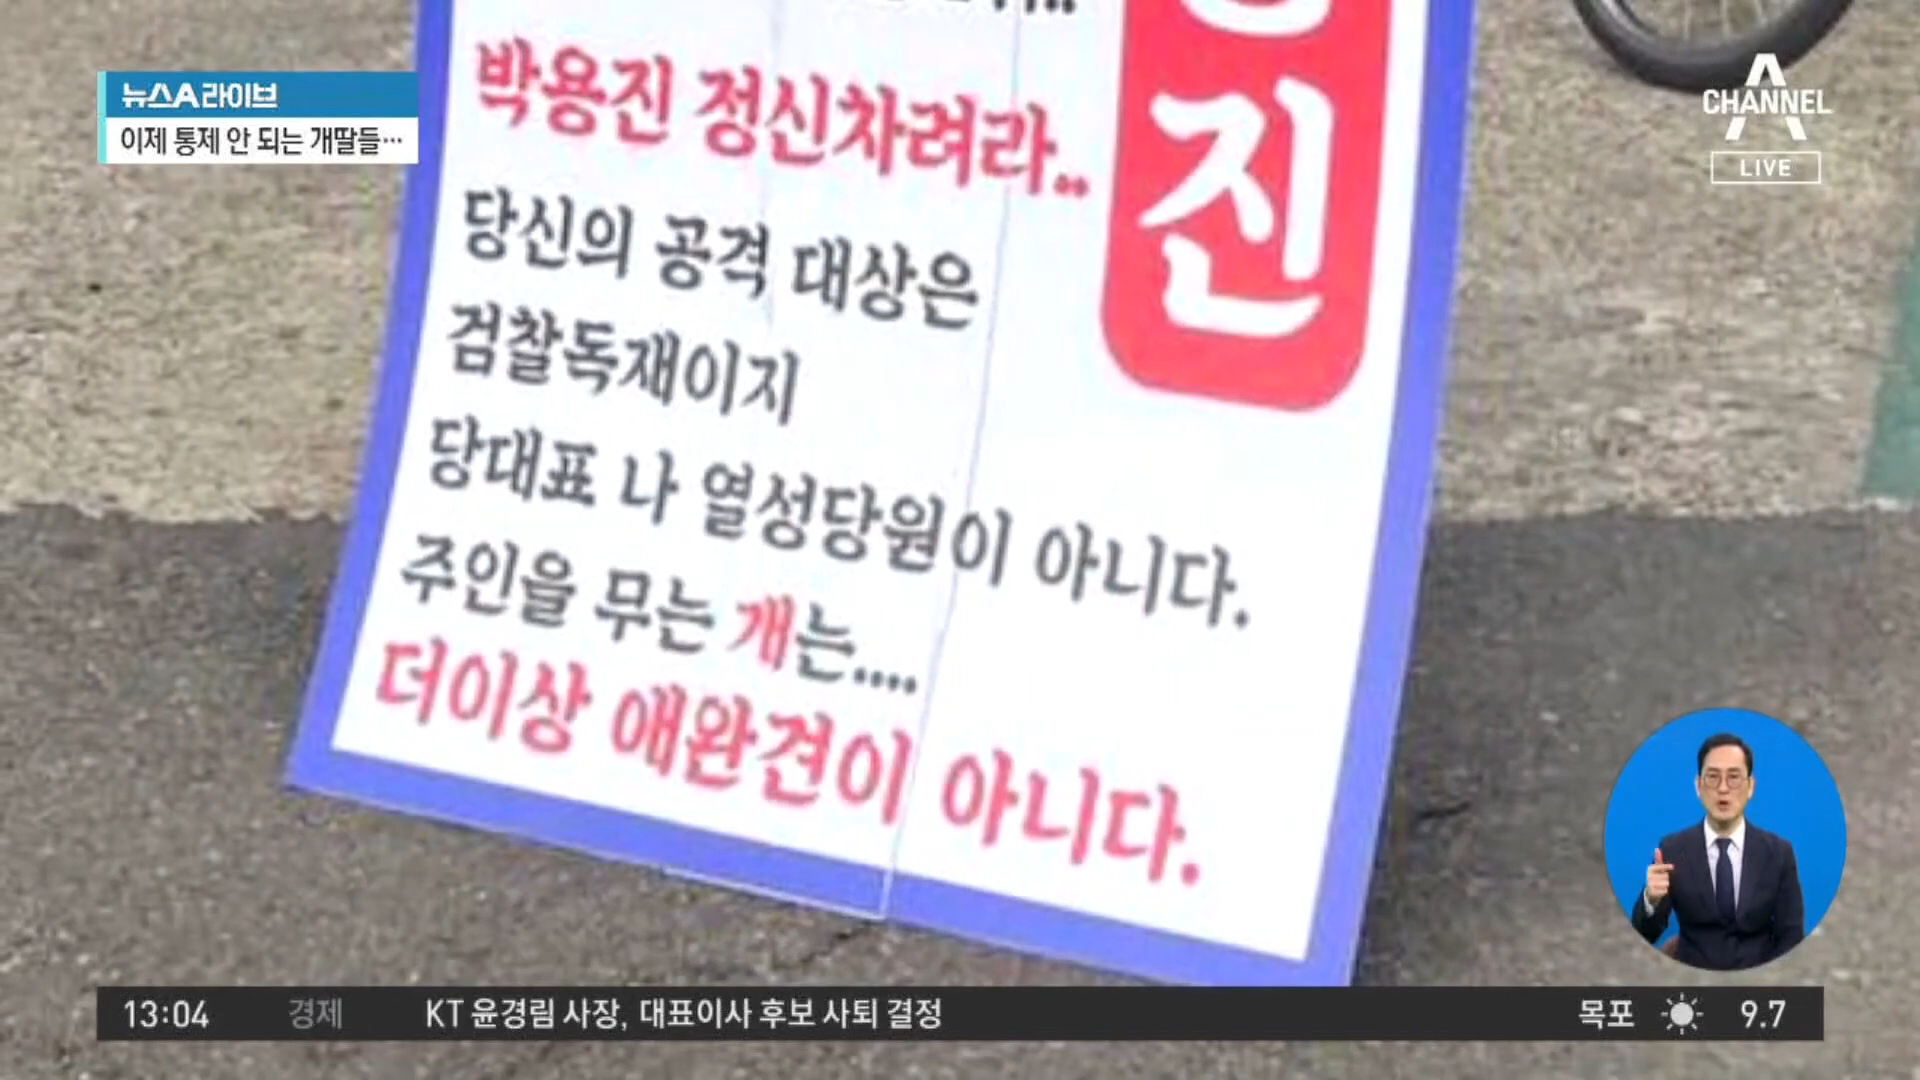 뉴스A라이브
이제 통제 안 되는 개딸들…
CHANNEL A
LIVE
진
박용진 정신차려라..
당신의 공격 대상은
검찰독재이지
당대표 나 열성당원이 아니다.
주인을 무는 개는....
더이상 애완견이 아니다.
13:04 경제 KT 윤경림 사장, 대표이사 후보 사퇴 결정 목포 9.7